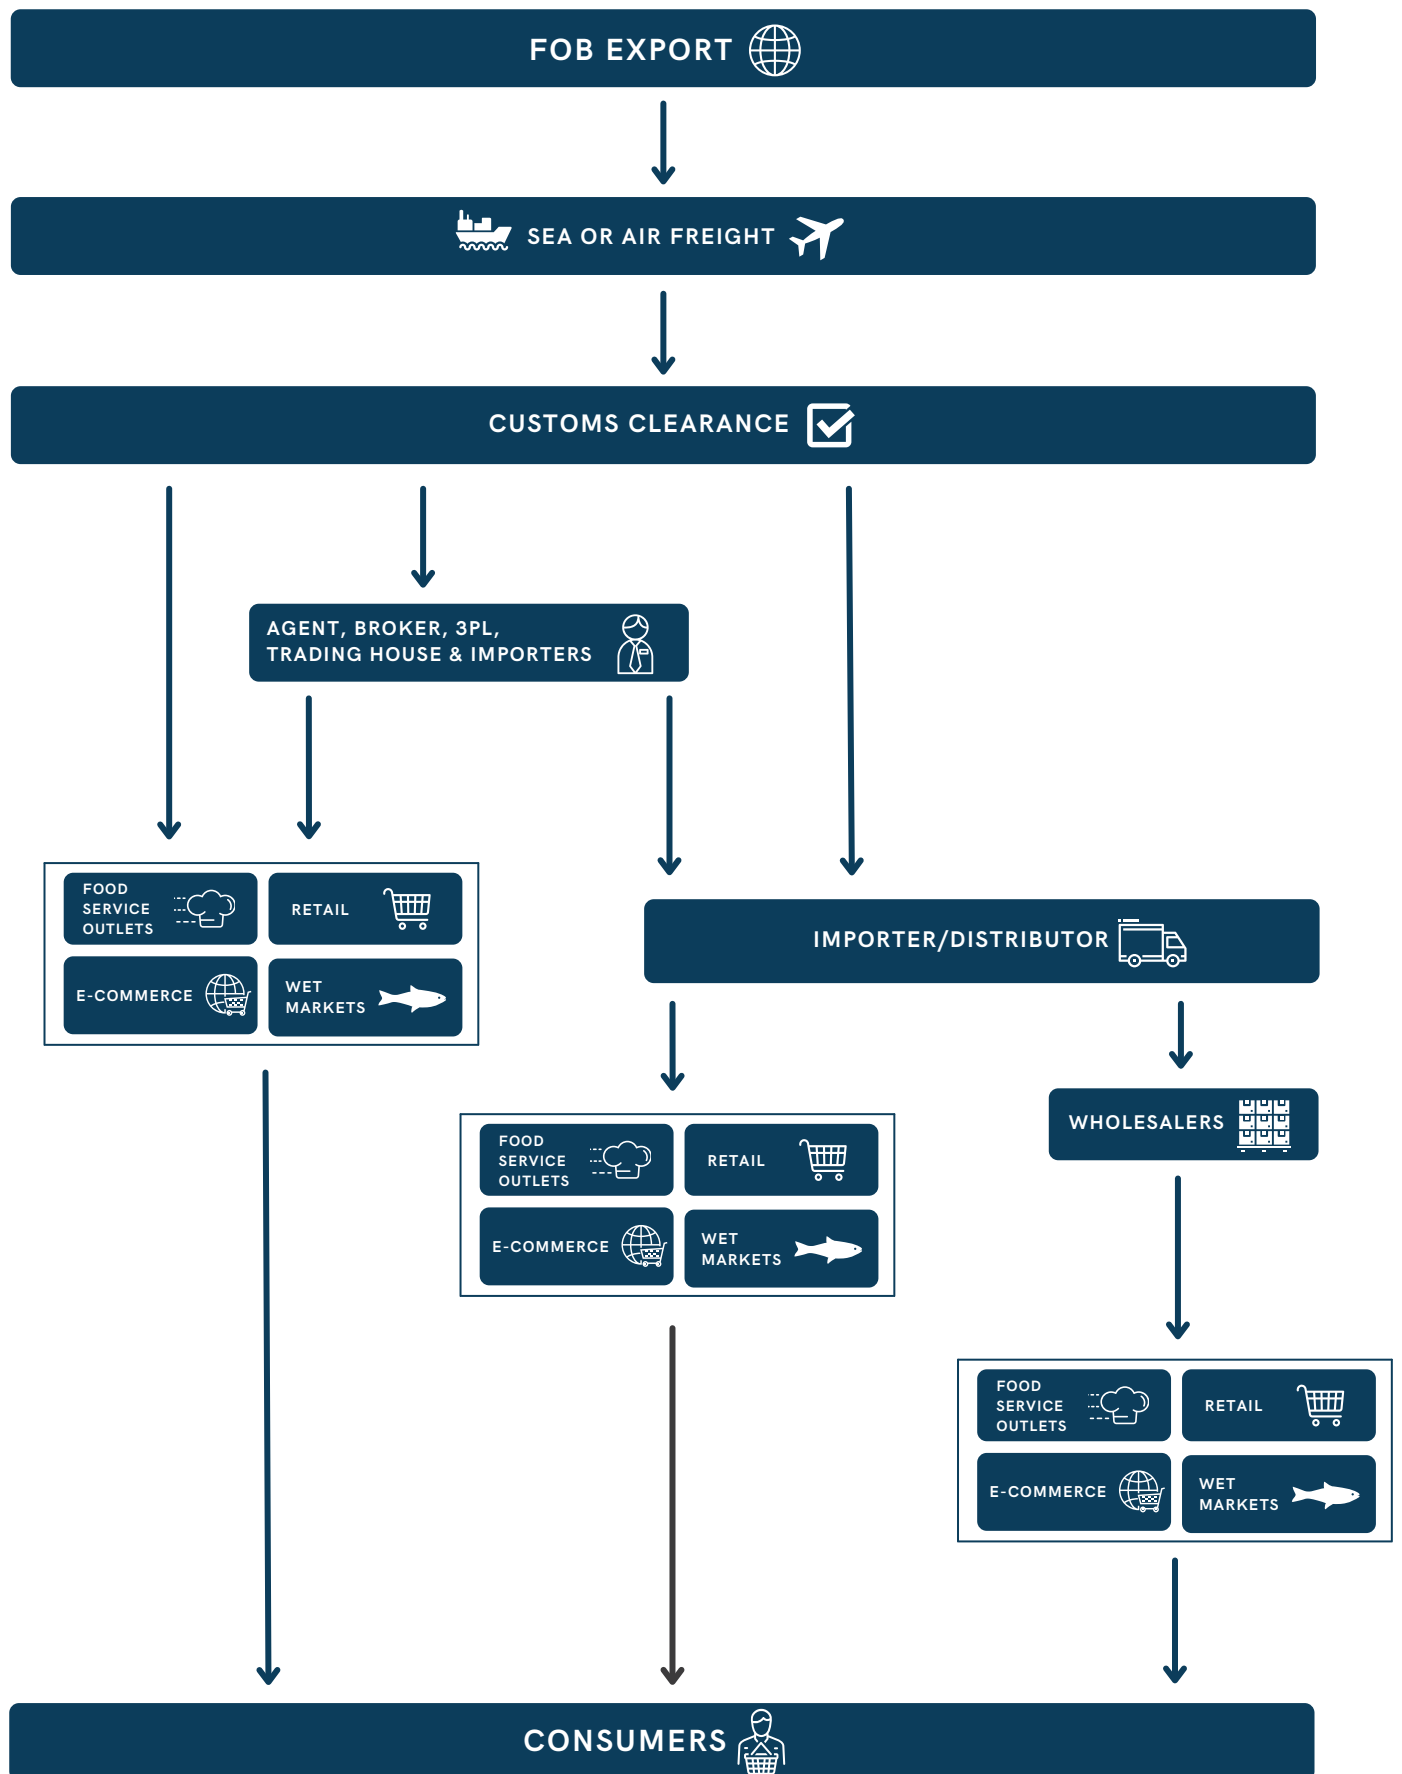 FOB EXPORT
SEA OR AIR FREIGHT
CUSTOMS CLEARANCE
AGENT, BROKER, 3PL,
TRADING HOUSE & IMPORTERS
FOOD
SERVICE
OUTLETS
RETAIL
E-COMMERCE
WET
MARKETS
IMPORTER/DISTRIBUTOR
WHOLESALERS
FOOD
SERVICE
OUTLETS
RETAIL
E-COMMERCE
WET
MARKETS
FOOD
SERVICE
OUTLETS
RETAIL
E-COMMERCE
WET
MARKETS
CONSUMERS